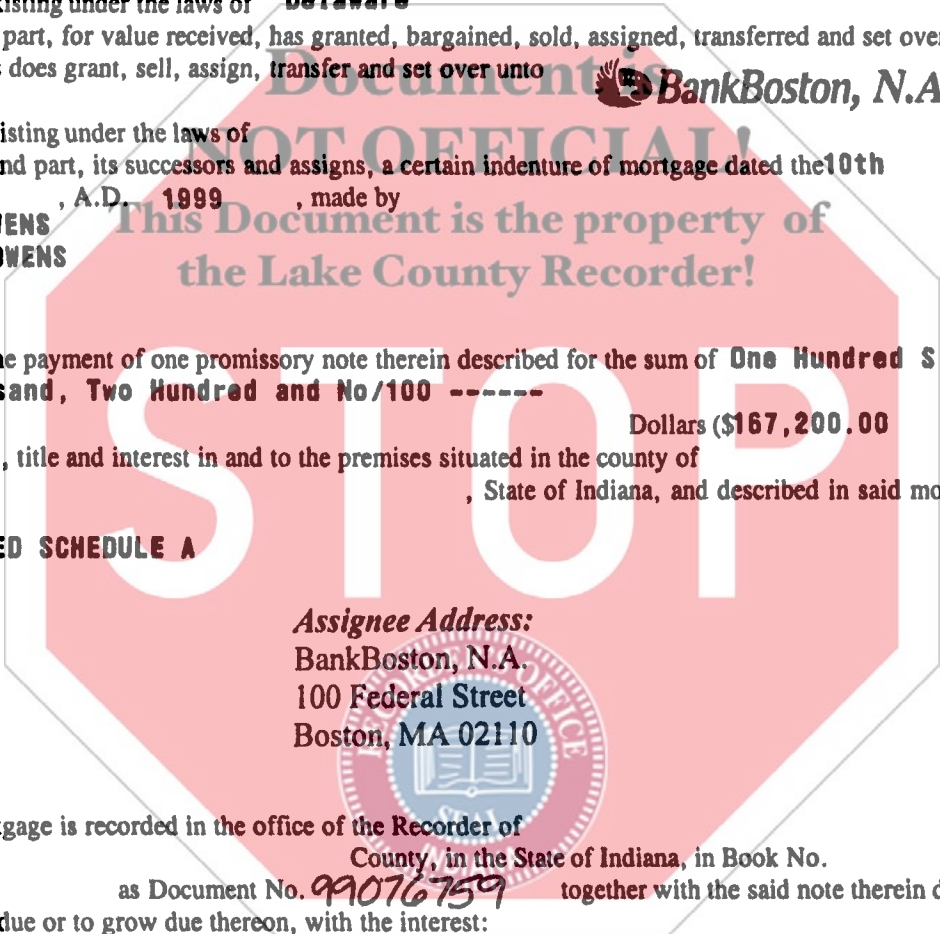 isting under the laws of Delaware
part, for value received, has granted, bargained, sold, assigned, transferred and set over
does grant, sell, assign, transfer and set over unto
Document is
BankBoston, N.A
isting under the laws of
NOT OFFICIAL!
nd part, its successors and assigns, a certain indenture of mortgage dated the 10th
, A.D. 1999 , made by
This Document is the property of
ENS
WENS
the Lake County Recorder!
e payment of one promissory note therein described for the sum of One Hundred S
sand, Two Hundred and No/100 ------
Dollars ($167,200.00
STOP
, title and interest in and to the premises situated in the county of
, State of Indiana, and described in said mo
ED SCHEDULE A
Assignee Address:
BankBoston, N.A.
100 Federal Street
Boston, MA 02110
RECORDER'S OFFICE
SEAL
gage is recorded in the office of the Recorder of
County, in the State of Indiana, in Book No.
as Document No. 99076759 together with the said note therein d
due or to grow due thereon, with the interest: